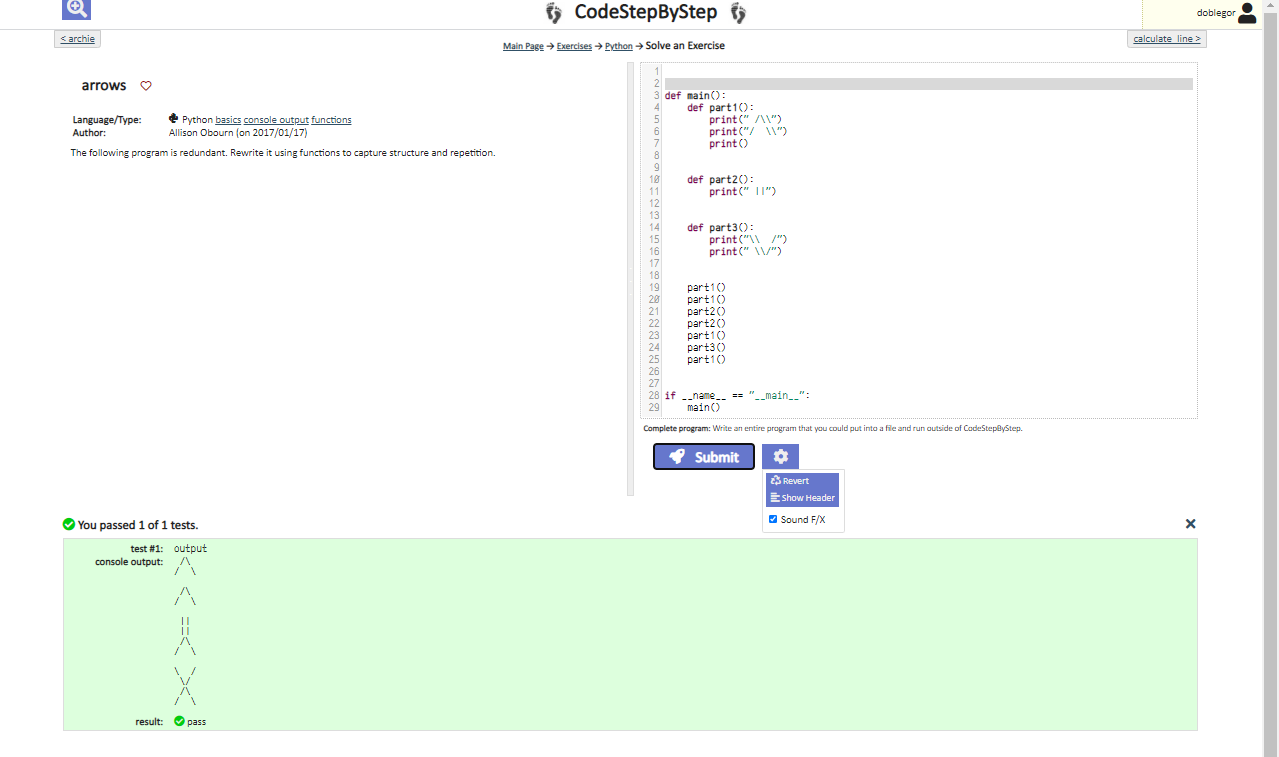 CodeStepByStep
doblegor
< archie
Main Page → Exercises → Python → Solve an Exercise
calculate_line >
arrows
Language/Type: Python basics console output functions
Author: Allison Obourn (on 2017/01/17)
The following program is redundant. Rewrite it using functions to capture structure and repetition.
1
2
3 def main():
4     def part1():
5         print(" /\\")
6         print("/  \\")
7         print()
8
9
10     def part2():
11         print(" ||")
12
13
14     def part3():
15         print("\\  /")
16         print(" \\/")
17
18
19     part1()
20     part1()
21     part2()
22     part2()
23     part1()
24     part3()
25     part1()
26
27
28 if __name__ == "__main__":
29     main()
Complete program: Write an entire program that you could put into a file and run outside of CodeStepByStep.
Submit
Revert
Show Header
Sound F/X
You passed 1 of 1 tests.
test #1: output
console output:  /\
/  \

 /\
/  \

 ||
 ||
 /\
/  \

\  /
 \/
 /\
/  \
result: pass